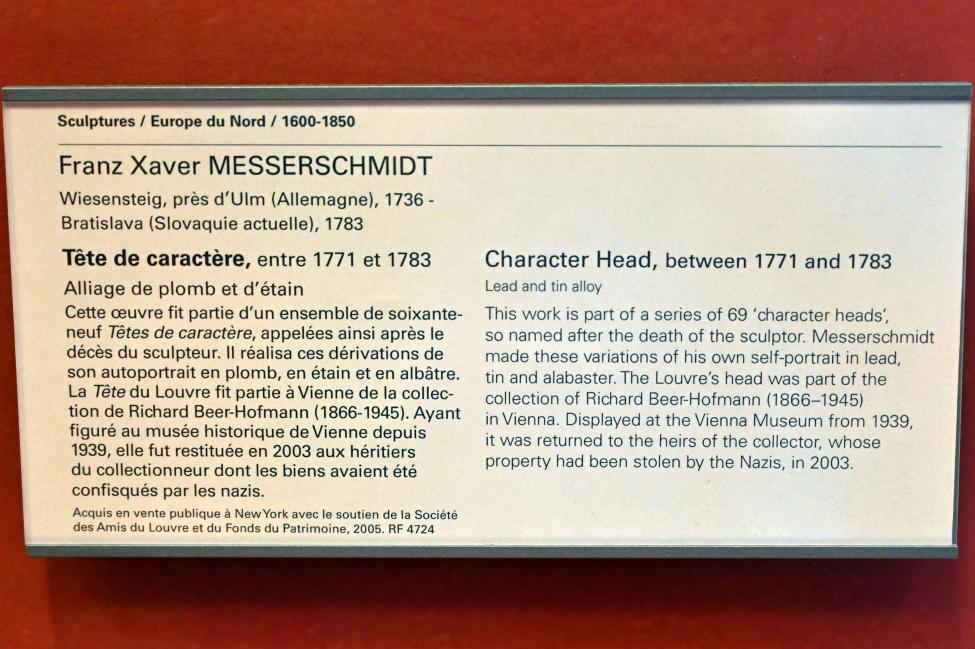 Sculptures / Europe du Nord / 1600-1850
Franz Xaver MESSERSCHMIDT
Wiesensteig, près d'Ulm (Allemagne), 1736 -
Bratislava (Slovaquie actuelle), 1783
Tête de caractère, entre 1771 et 1783
Alliage de plomb et d'étain
Cette œuvre fit partie d'un ensemble de soixante-
neuf Têtes de caractère, appelées ainsi après le
décès du sculpteur. Il réalisa ces dérivations de
son autoportrait en plomb, en étain et en albâtre.
La Tête du Louvre fit partie à Vienne de la collec-
tion de Richard Beer-Hofmann (1866-1945). Ayant
figuré au musée historique de Vienne depuis
1939, elle fut restituée en 2003 aux héritiers
du collectionneur dont les biens avaient été
confisqués par les nazis.
Acquis en vente publique à New York avec le soutien de la Société
des Amis du Louvre et du Fonds du Patrimoine, 2005. RF 4724
Character Head, between 1771 and 1783
Lead and tin alloy
This work is part of a series of 69 'character heads',
so named after the death of the sculptor. Messerschmidt
made these variations of his own self-portrait in lead,
tin and alabaster. The Louvre's head was part of the
collection of Richard Beer-Hofmann (1866–1945)
in Vienna. Displayed at the Vienna Museum from 1939,
it was returned to the heirs of the collector, whose
property had been stolen by the Nazis, in 2003.